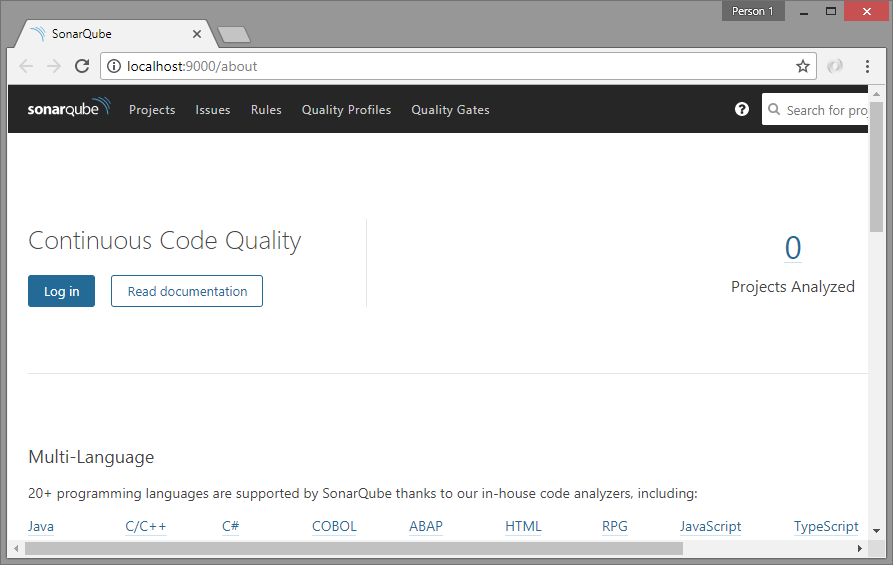 Person 1
SonarQube
localhost:9000/about
sonarqube Projects Issues Rules Quality Profiles Quality Gates ? Search for proj
Continuous Code Quality
Log in Read documentation
0
Projects Analyzed
Multi-Language
20+ programming languages are supported by SonarQube thanks to our in-house code analyzers, including:
Java C/C++ C# COBOL ABAP HTML RPG JavaScript TypeScript